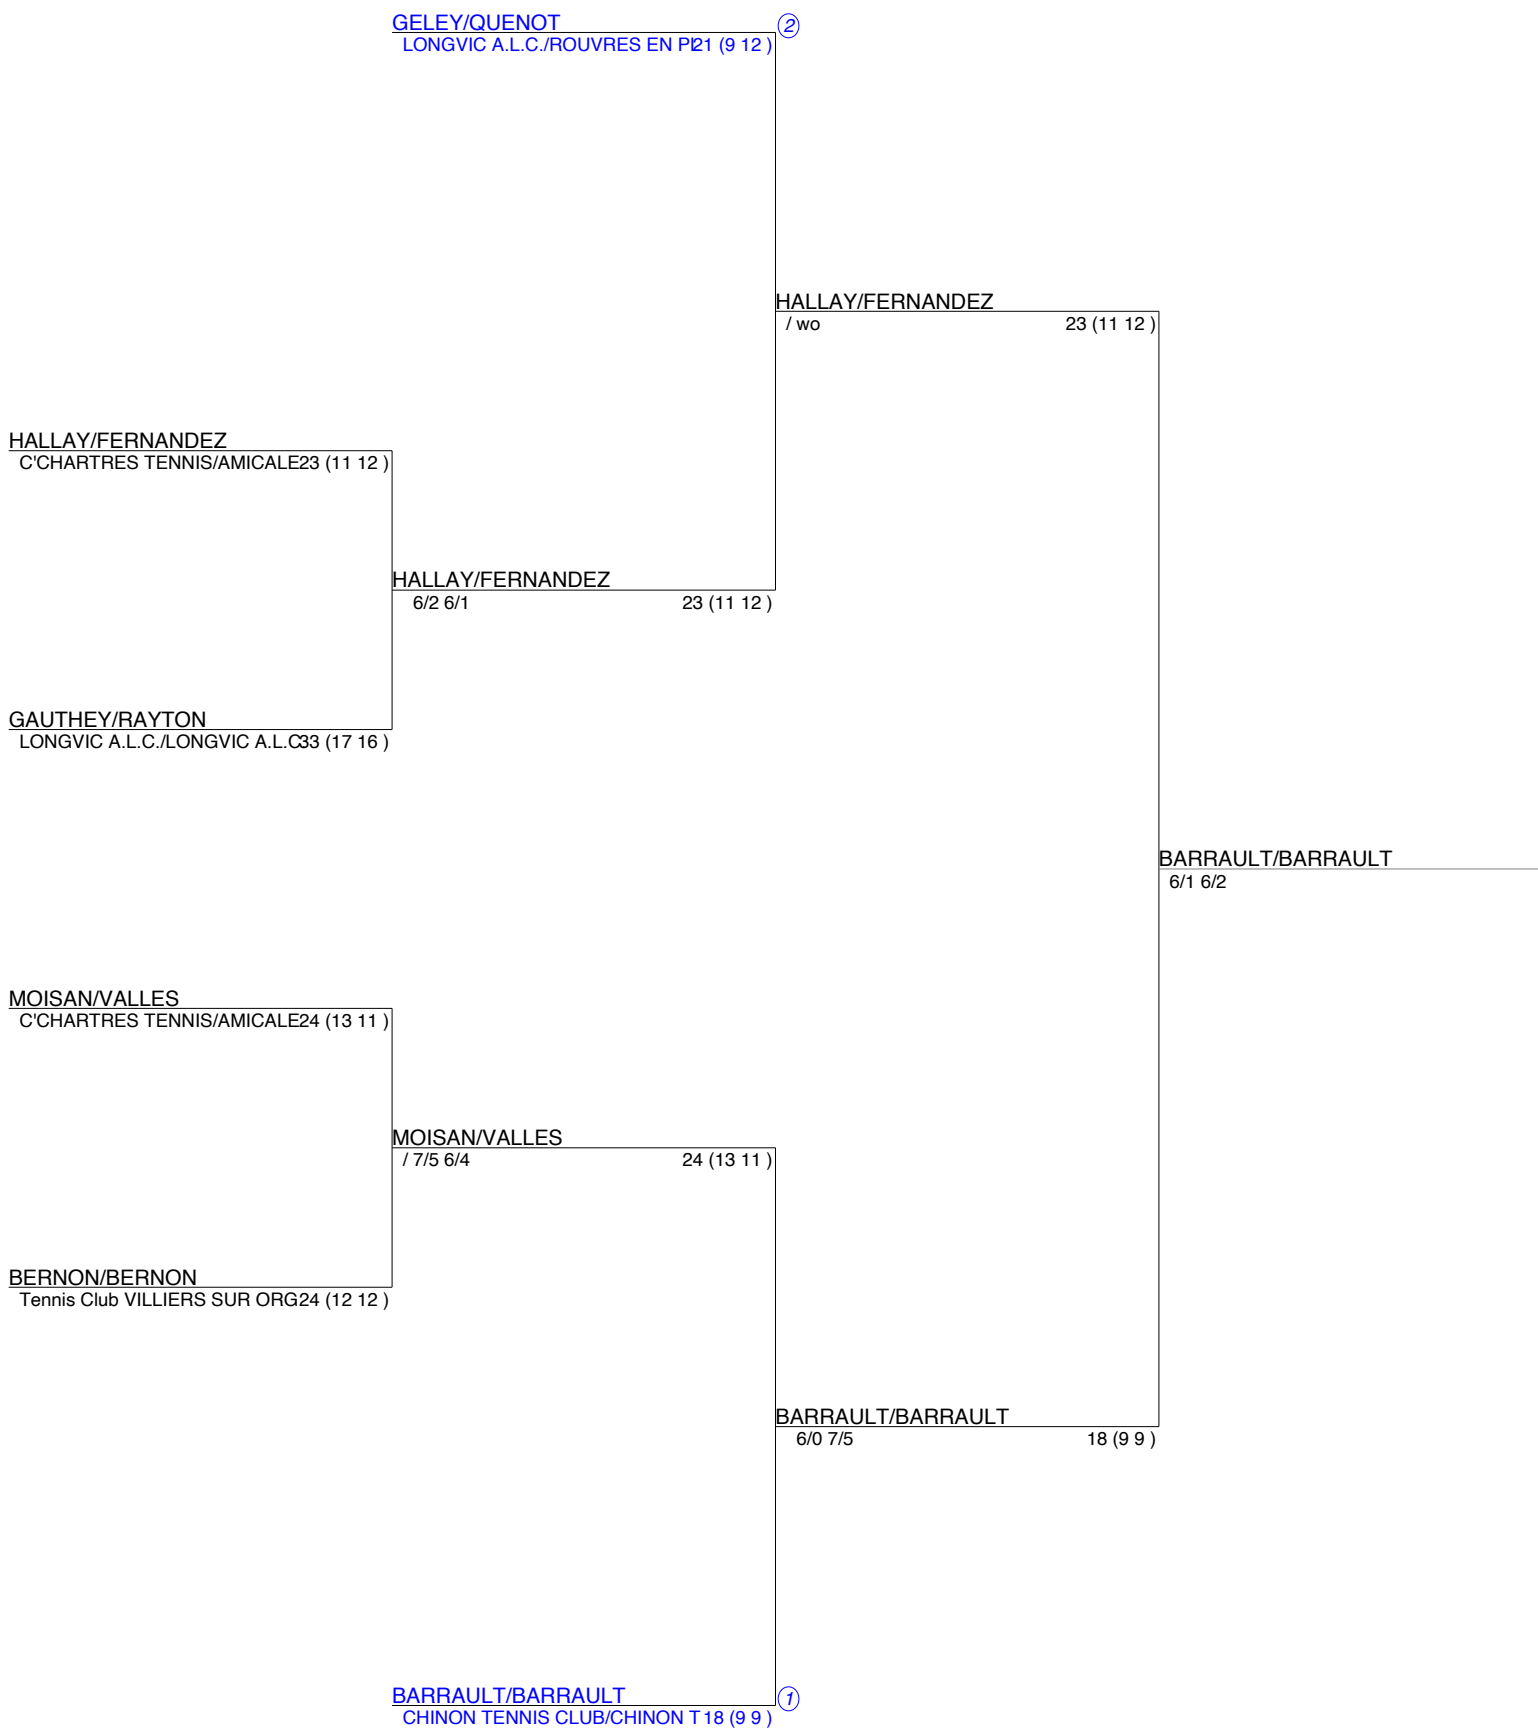 GELEY/QUENOT 2
LONGVIC A.L.C./ROUVRES EN PL21 (9 12 )
HALLAY/FERNANDEZ
/ wo 23 (11 12 )
HALLAY/FERNANDEZ
C'CHARTRES TENNIS/AMICALE23 (11 12 )
HALLAY/FERNANDEZ
6/2 6/1 23 (11 12 )
GAUTHEY/RAYTON
LONGVIC A.L.C./LONGVIC A.L.C33 (17 16 )
BARRAULT/BARRAULT
6/1 6/2
MOISAN/VALLES
C'CHARTRES TENNIS/AMICALE24 (13 11 )
MOISAN/VALLES
/ 7/5 6/4 24 (13 11 )
BERNON/BERNON
Tennis Club VILLIERS SUR ORG24 (12 12 )
BARRAULT/BARRAULT
6/0 7/5 18 (9 9 )
BARRAULT/BARRAULT 1
CHINON TENNIS CLUB/CHINON T18 (9 9 )